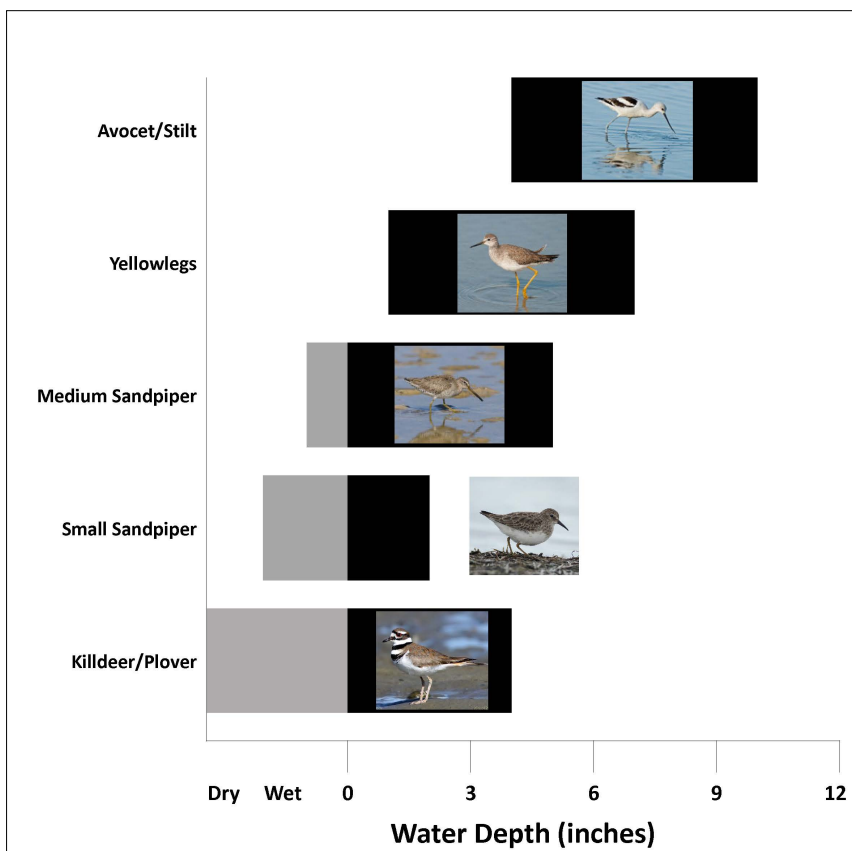 Avocet/Stilt
Yellowlegs
Medium Sandpiper
Small Sandpiper
Killdeer/Plover
Dry Wet 0 3 6 9 12
Water Depth (inches)